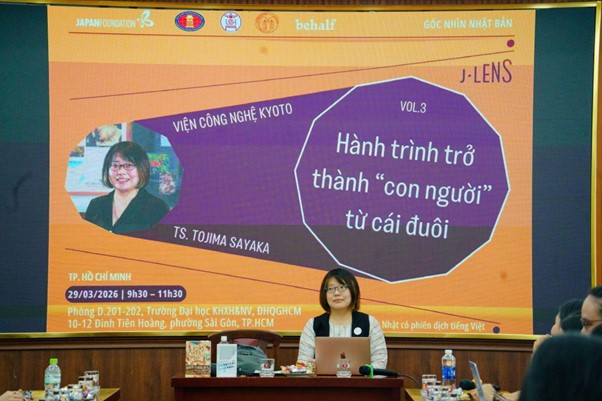 JAPANFOUNDATION
behalf
GÓC NHÌN NHẬT BẢN
J·LENS
VIỆN CÔNG NGHỆ KYOTO
VOL.3
Hành trình trở
thành “con người”
từ cái đuôi
TS. TOJIMA SAYAKA
TP. HỒ CHÍ MINH
29/03/2026 | 9h30 – 11h30
Phòng D.201-202, Trường Đại học KHXH&NV, ĐHQGHCM
10-12 Đinh Tiên Hoàng, phường Sài Gòn, TP.HCM
Nhật có phiên dịch tiếng Việt